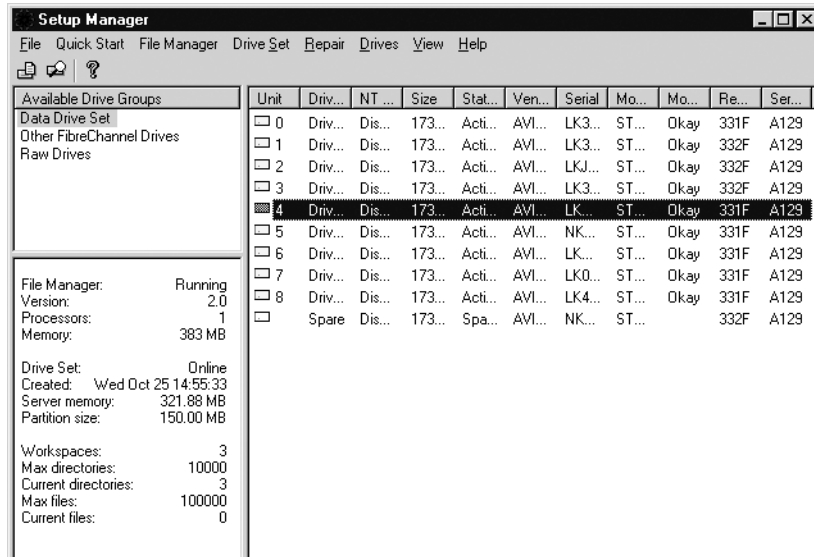 Setup Manager
File Quick Start File Manager Drive Set Repair Drives View Help
Available Drive Groups
Data Drive Set
Other FibreChannel Drives
Raw Drives
File Manager: Running
Version: 2.0
Processors: 1
Memory: 383 MB
Drive Set: Online
Created: Wed Oct 25 14:55:33
Server memory: 321.88 MB
Partition size: 150.00 MB
Workspaces: 3
Max directories: 10000
Current directories: 3
Max files: 100000
Current files: 0
Unit Driv... NT ... Size Stat... Ven... Serial Mo... Mo... Re... Ser...
0 Driv... Dis... 173... Acti... AVI... LK3... ST... Okay 331F A129
1 Driv... Dis... 173... Acti... AVI... LK3... ST... Okay 332F A129
2 Driv... Dis... 173... Acti... AVI... LKJ... ST... Okay 332F A129
3 Driv... Dis... 173... Acti... AVI... LK3... ST... Okay 332F A129
4 Driv... Dis... 173... Acti... AVI... LK... ST... Okay 331F A129
5 Driv... Dis... 173... Acti... AVI... NK... ST... Okay 331F A129
6 Driv... Dis... 173... Acti... AVI... LK... ST... Okay 331F A129
7 Driv... Dis... 173... Acti... AVI... LK0... ST... Okay 331F A129
8 Driv... Dis... 173... Acti... AVI... LK4... ST... Okay 331F A129
Spare Dis... 173... Spa... AVI... NK... ST... 332F A129